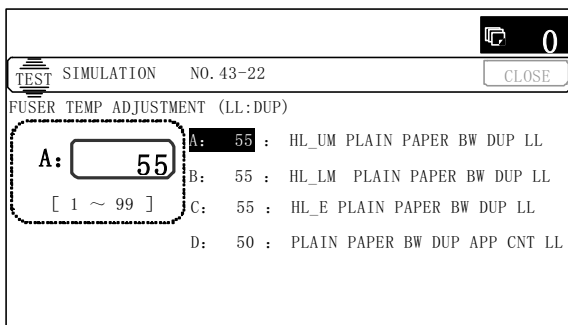 0
TEST SIMULATION NO. 43-22 CLOSE
FUSER TEMP ADJUSTMENT (LL:DUP)
A: 55
[ 1 ~ 99 ]
A: 55 : HL_UM PLAIN PAPER BW DUP LL
B: 55 : HL_LM PLAIN PAPER BW DUP LL
C: 55 : HL_E PLAIN PAPER BW DUP LL
D: 50 : PLAIN PAPER BW DUP APP CNT LL